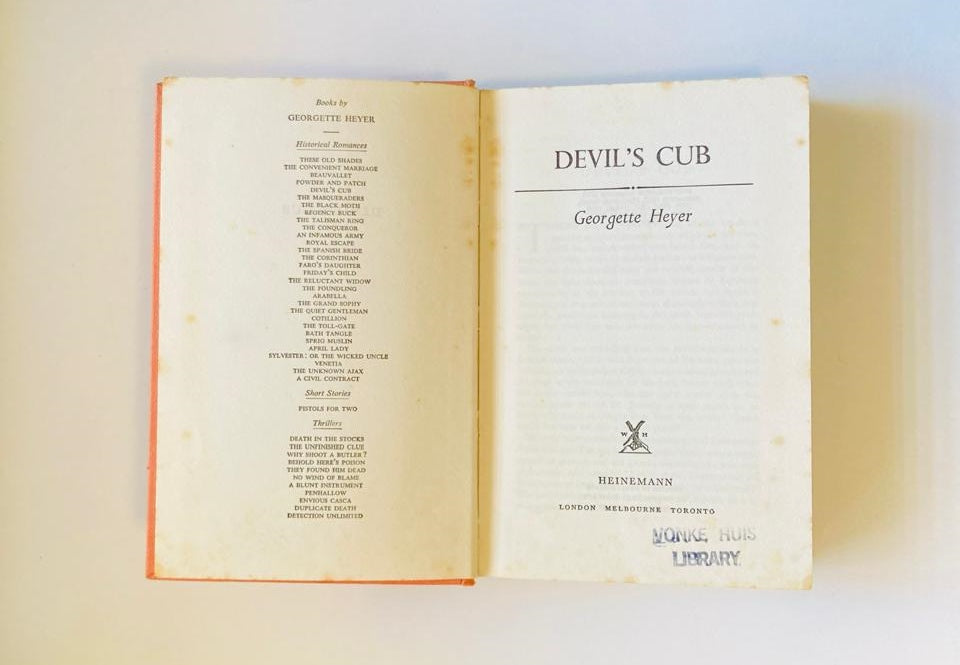 Books by
GEORGETTE HEYER
Historical Romances
THESE OLD SHADES
THE CONVENIENT MARRIAGE
BEAUVALLET
POWDER AND PATCH
DEVIL'S CUB
THE MASQUERADERS
THE BLACK MOTH
REGENCY BUCK
THE TALISMAN RING
THE CONQUEROR
AN INFAMOUS ARMY
ROYAL ESCAPE
THE SPANISH BRIDE
THE CORINTHIAN
FARO'S DAUGHTER
FRIDAY'S CHILD
THE RELUCTANT WIDOW
THE FOUNDLING
ARABELLA
THE GRAND SOPHY
THE QUIET GENTLEMAN
COTILLION
THE TOLL-GATE
BATH TANGLE
SPRIG MUSLIN
APRIL LADY
SYLVESTER: OR THE WICKED UNCLE
VENETIA
THE UNKNOWN AJAX
A CIVIL CONTRACT
Short Stories
PISTOLS FOR TWO
Thrillers
DEATH IN THE STOCKS
THE UNFINISHED CLUE
WHY SHOOT A BUTLER?
BEHOLD HERE'S POISON
THEY FOUND HIM DEAD
NO WIND OF BLAME
A BLUNT INSTRUMENT
PENHALLOW
ENVIOUS CASCA
DUPLICATE DEATH
DETECTION UNLIMITED
DEVIL'S CUB
Georgette Heyer
W H
HEINEMANN
LONDON MELBOURNE TORONTO
VONKE HUIS
LIBRARY